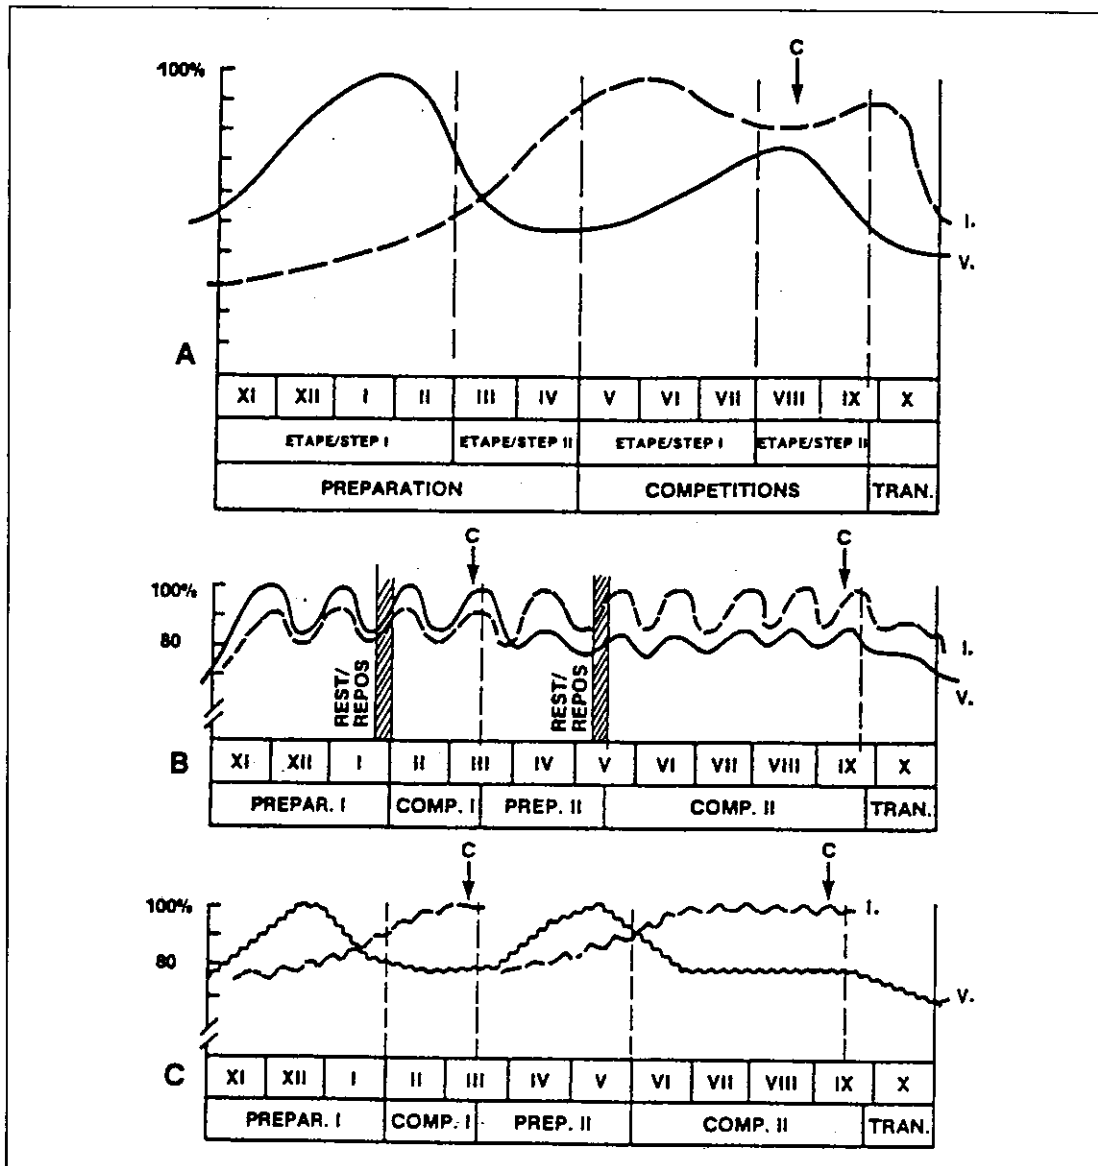 C
100%
I.
V.
A
XI XII I II III IV V VI VII VIII IX X
ETAPE/STEP I ETAPE/STEP II ETAPE/STEP I ETAPE/STEP II
PREPARATION COMPETITIONS TRAN.
C C
100%
80
I.
V.
REST/
REPOS
REST/
REPOS
B
XI XII I II III IV V VI VII VIII IX X
PREPAR. I COMP. I PREP. II COMP. II TRAN.
C C
100%
I.
80
V.
C
XI XII I II III IV V VI VII VIII IX X
PREPAR. I COMP. I PREP. II COMP. II TRAN.